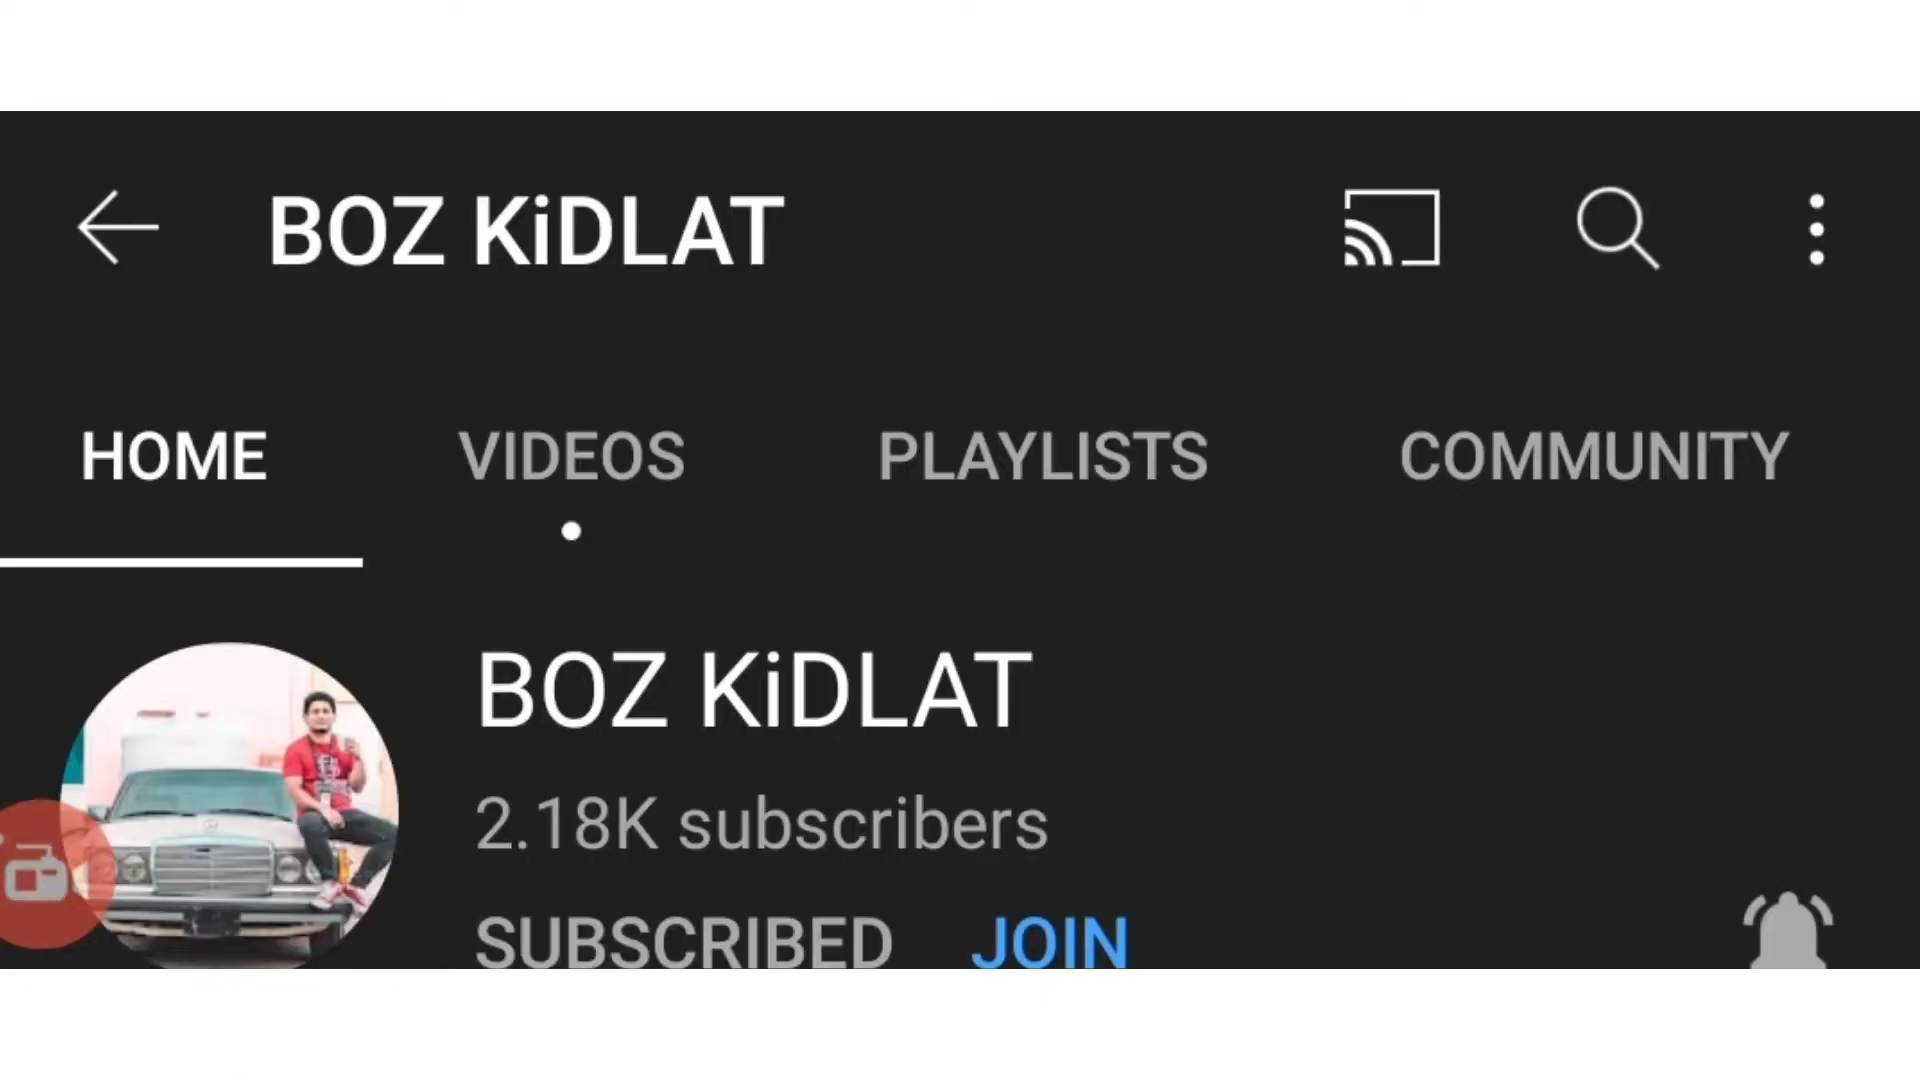 BOZ KiDLAT
HOME VIDEOS PLAYLISTS COMMUNITY
BOZ KiDLAT
2.18K subscribers
SUBSCRIBED JOIN